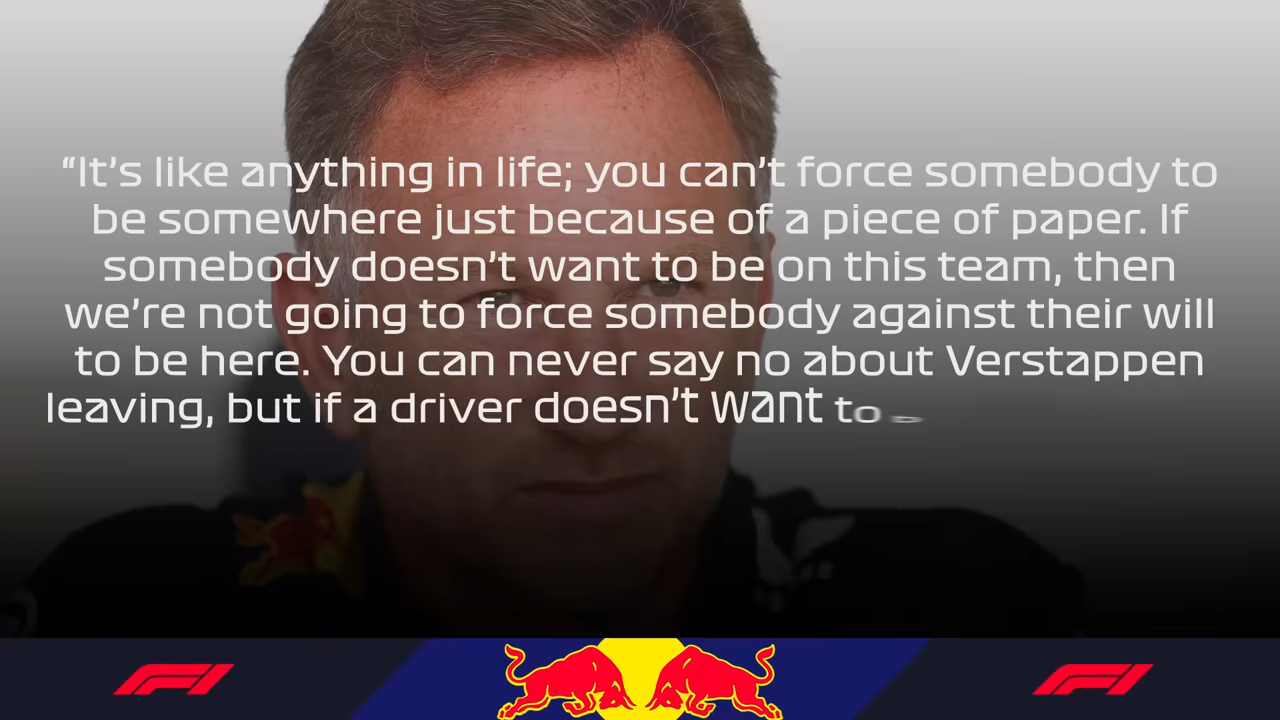 “It’s like anything in life; you can’t force somebody to
be somewhere just because of a piece of paper. If
somebody doesn’t want to be on this team, then
we’re not going to force somebody against their will
to be here. You can never say no about Verstappen
leaving, but if a driver doesn’t want to
F1 F1